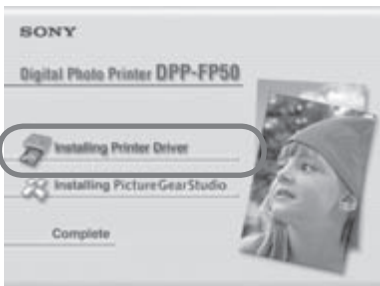 SONY
Digital Photo Printer DPP-FP50
Installing Printer Driver
Installing PictureGearStudio
Complete